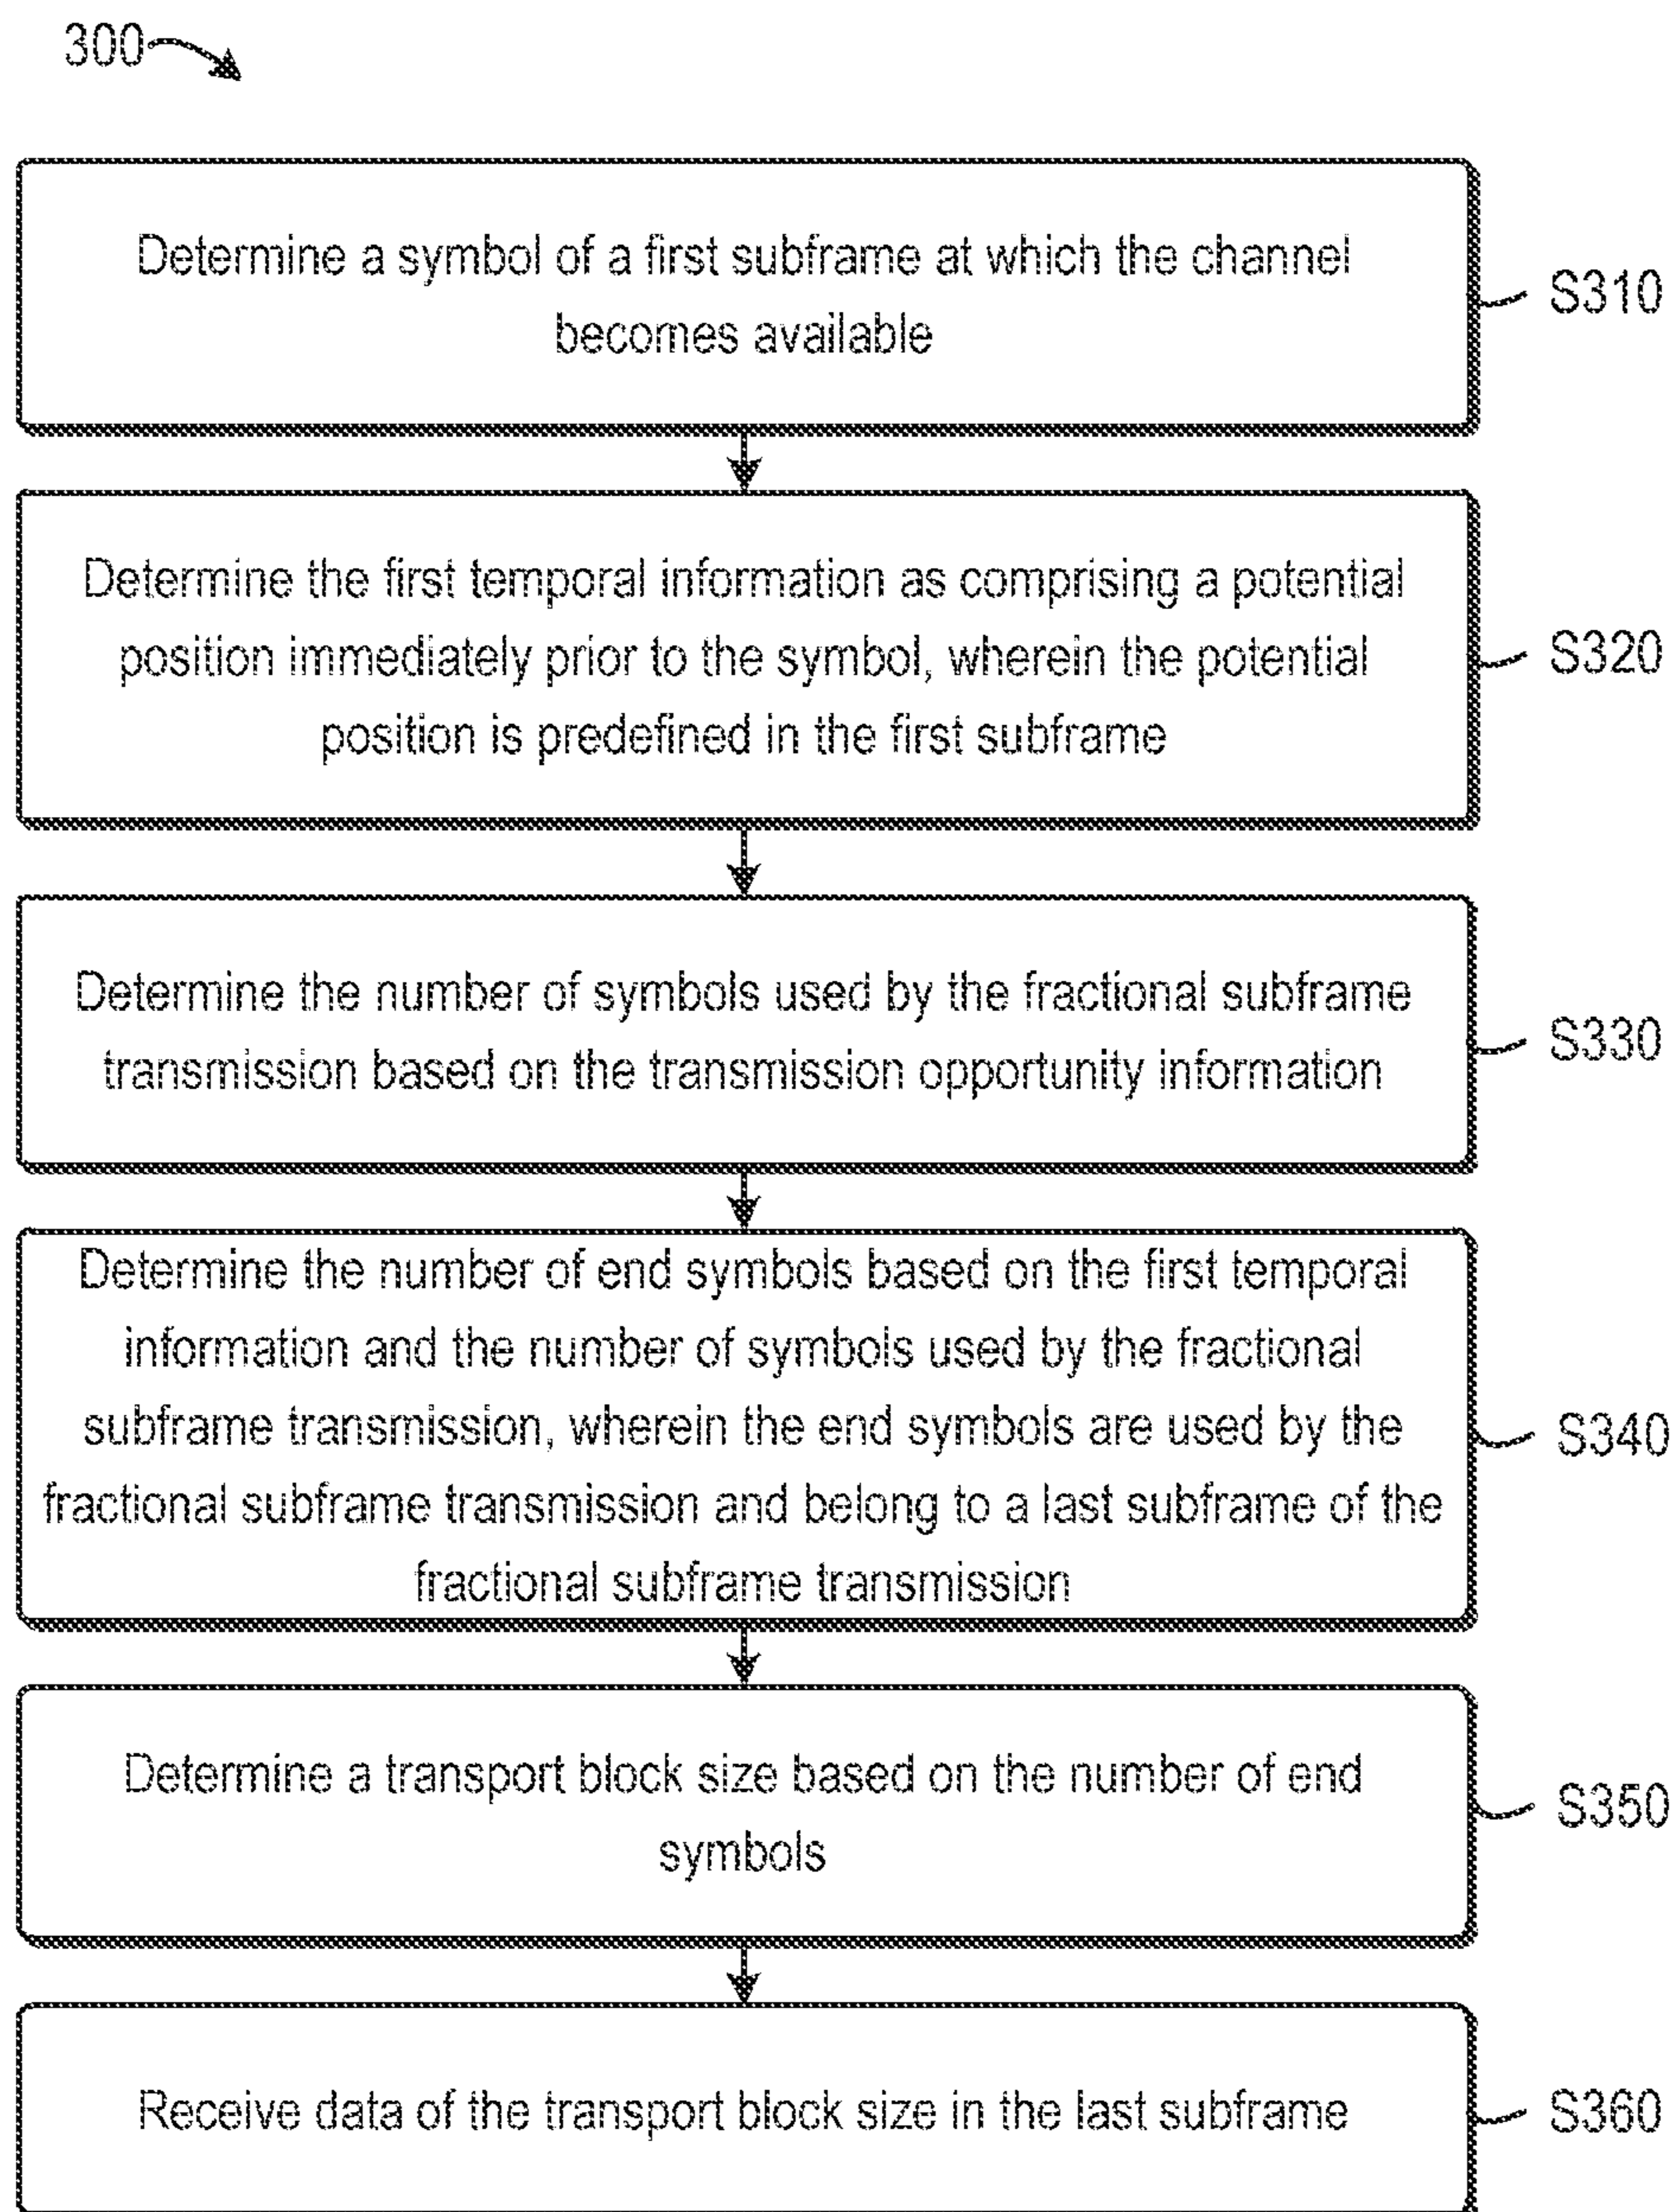 300
Determine a symbol of a first subframe at which the channel
becomes available
S310
Determine the first temporal information as comprising a potential
position immediately prior to the symbol, wherein the potential
position is predefined in the first subframe
S320
Determine the number of symbols used by the fractional subframe
transmission based on the transmission opportunity information
S330
Determine the number of end symbols based on the first temporal
information and the number of symbols used by the fractional
subframe transmission, wherein the end symbols are used by the
fractional subframe transmission and belong to a last subframe of the
fractional subframe transmission
S340
Determine a transport block size based on the number of end
symbols
S350
Receive data of the transport block size in the last subframe
S360